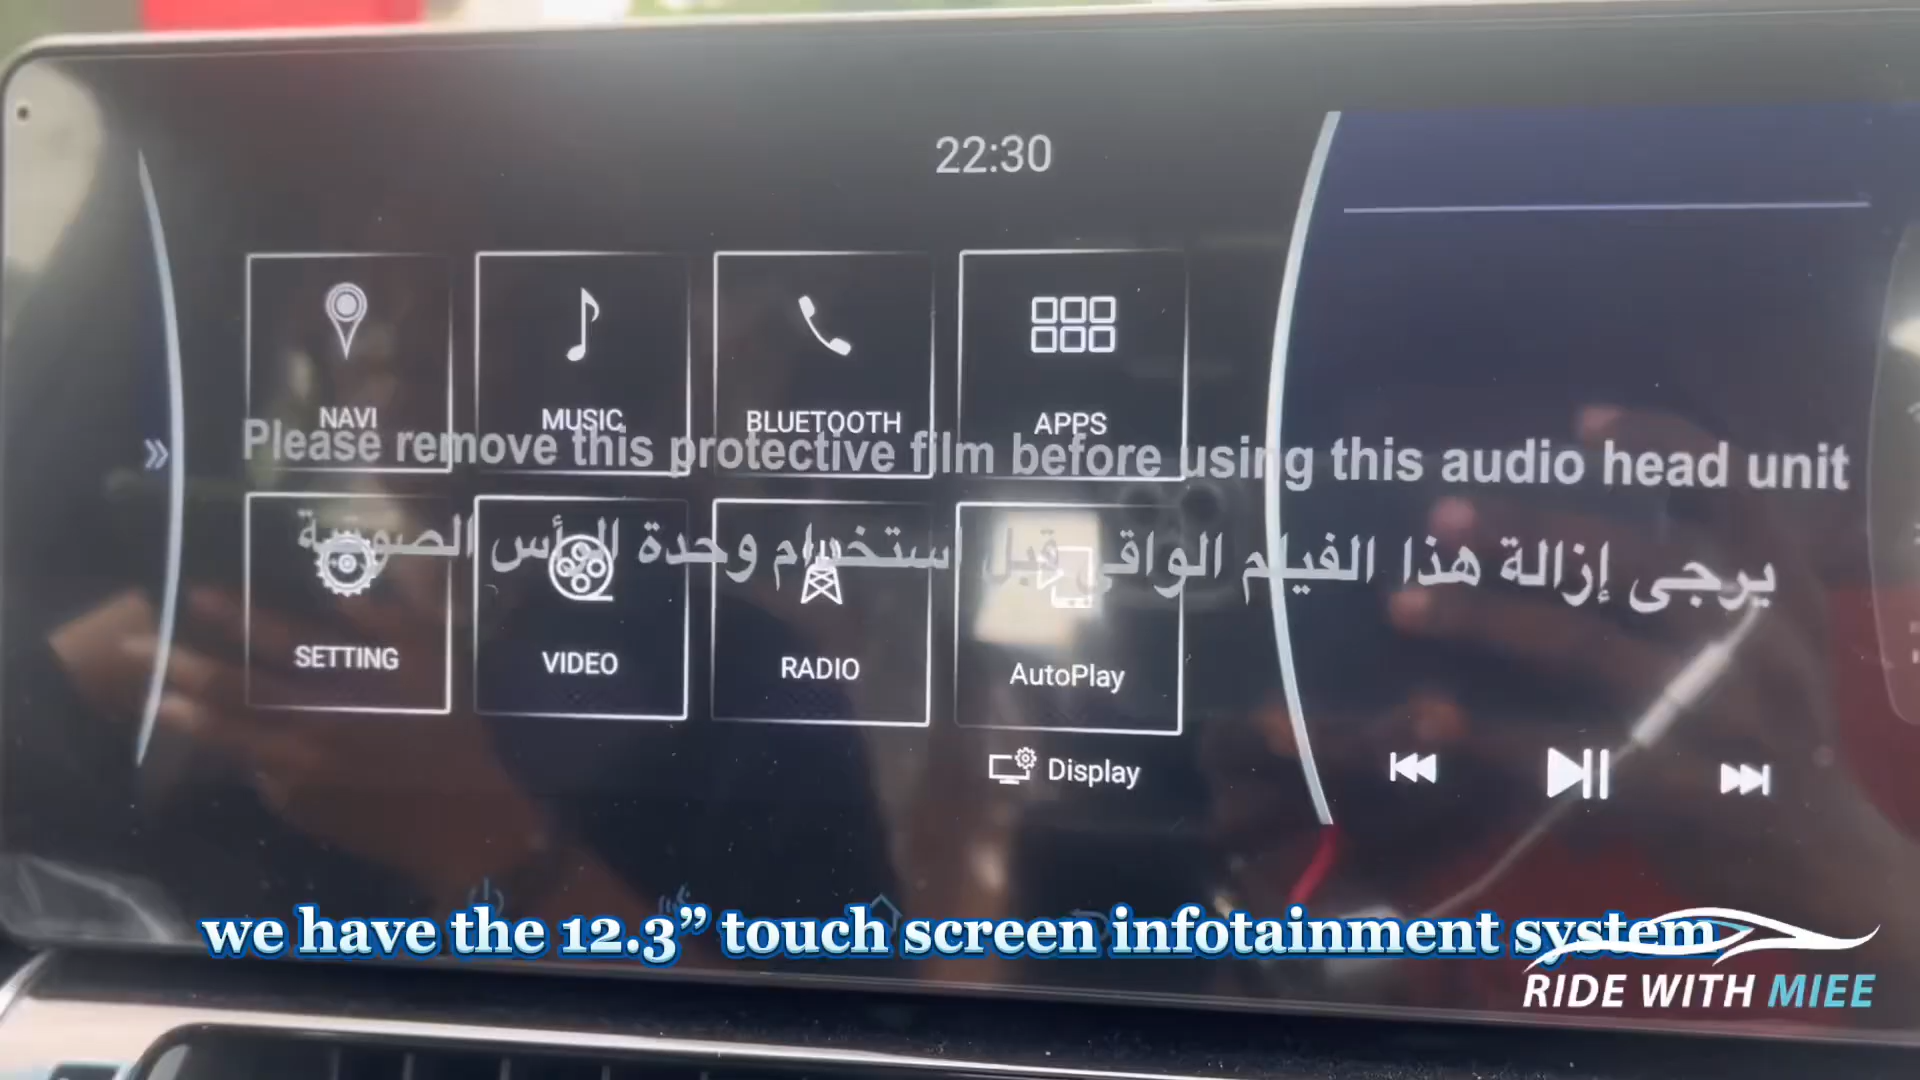 22:30
NAVI
MUSIC
BLUETOOTH
APPS
Please remove this protective film before using this audio head unit
يرجى إزالة هذا الفيلم الواقي قبل استخدام وحدة الرأس الصوتية
SETTING
VIDEO
RADIO
AutoPlay
Display
we have the 12.3” touch screen infotainment system
RIDE WITH MIEE